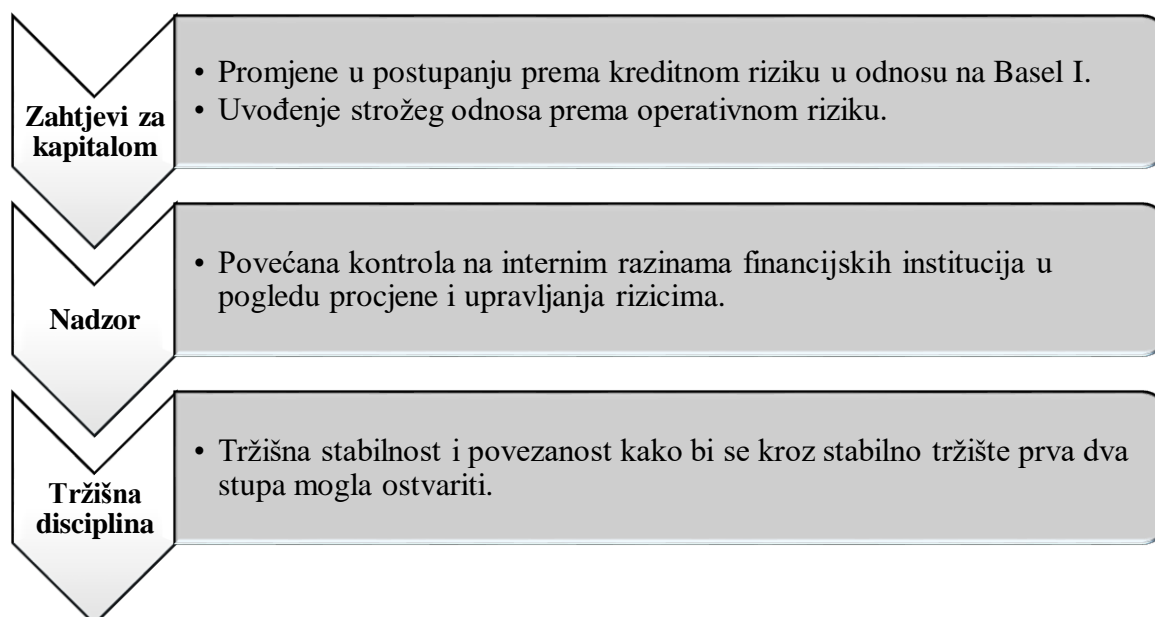 Zahtjevi za
kapitalom
• Promjene u postupanju prema kreditnom riziku u odnosu na Basel I.
• Uvođenje strožeg odnosa prema operativnom riziku.
Nadzor
• Povećana kontrola na internim razinama financijskih institucija u
pogledu procjene i upravljanja rizicima.
Tržišna
disciplina
• Tržišna stabilnost i povezanost kako bi se kroz stabilno tržište prva dva
stupa mogla ostvariti.